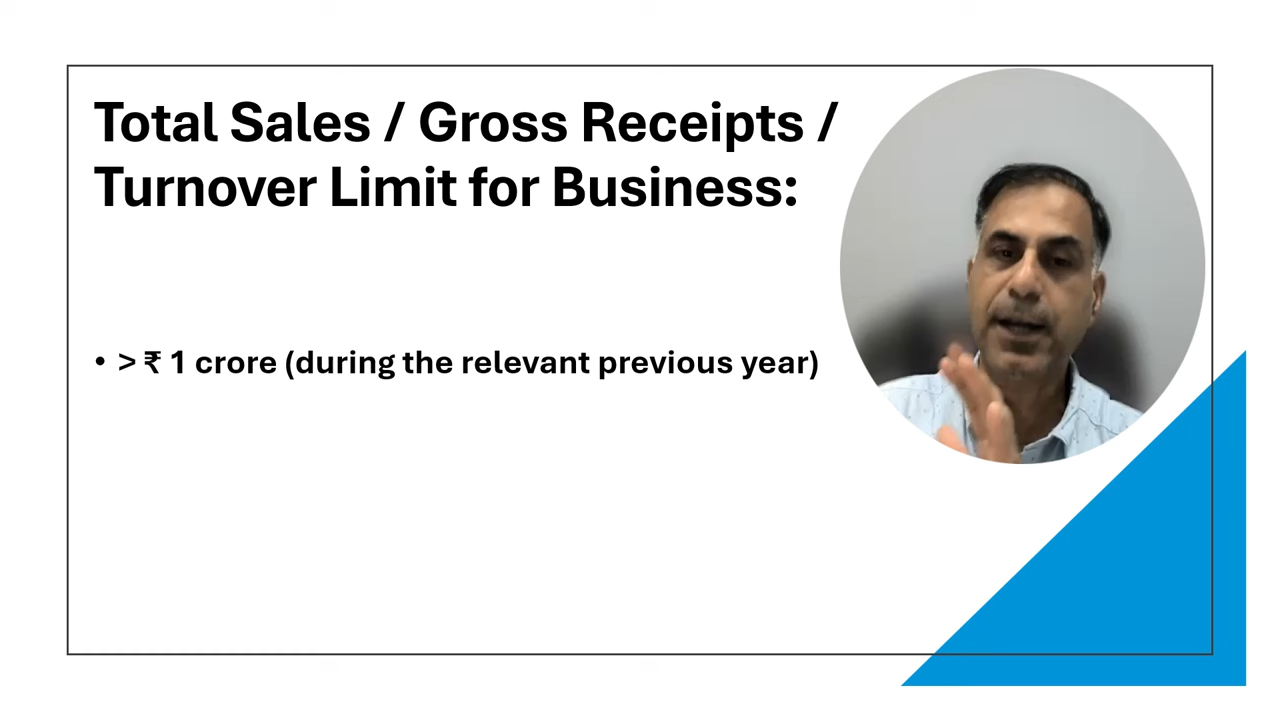 Total Sales / Gross Receipts /
Turnover Limit for Business:
• > ₹ 1 crore (during the relevant previous year)